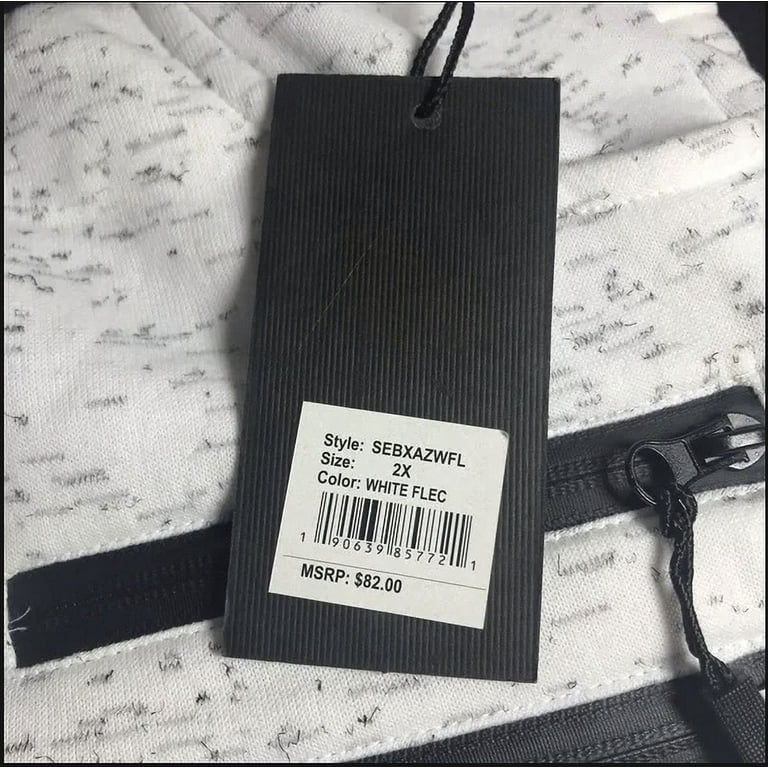 Style: SEBXAZWFL
Size: 2X
Color: WHITE FLEC
1 90639 85772 1
MSRP: $82.00